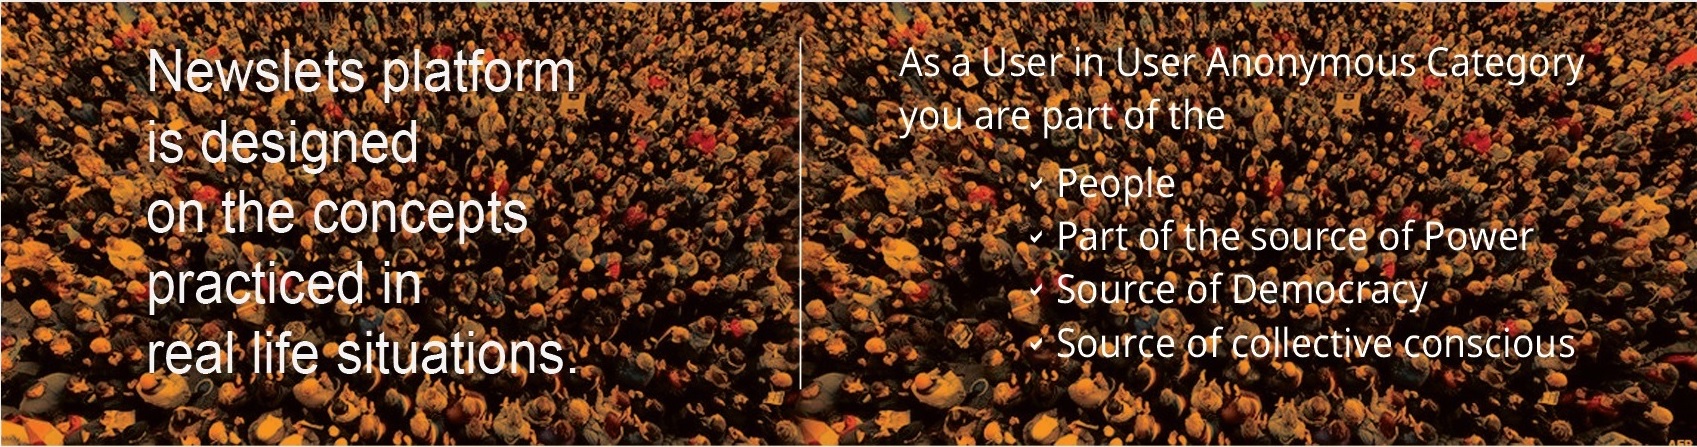 Newslets platform
is designed
on the concepts
practiced in
real life situations.
As a User in User Anonymous Category
you are part of the
✓ People
✓ Part of the source of Power
✓ Source of Democracy
✓ Source of collective conscious
AFP